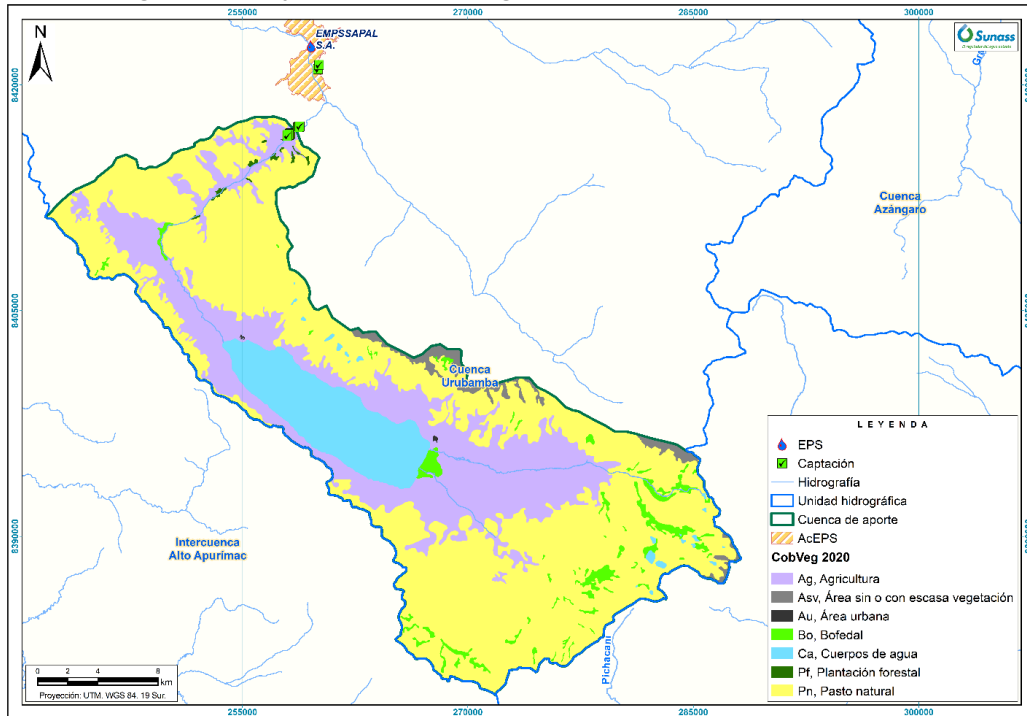 255000
270000
285000
300000
EMPSSAPAL
S.A.
Sunass
8420000
8405000
8390000
Cuenca
Azángaro
Cuenca
Urubamba
Intercuenca
Alto Apurímac
Pichacani
LEYENDA
EPS
Captación
Hidrografía
Unidad hidrográfica
Cuenca de aporte
AcEPS
CobVeg 2020
Ag, Agricultura
Asv, Área sin o con escasa vegetación
Au, Área urbana
Bo, Bofedal
Ca, Cuerpos de agua
Pf, Plantación forestal
Pn, Pasto natural
0 2 4 8
km
Proyección: UTM. WGS 84. 19 Sur.
255000
270000
285000
300000